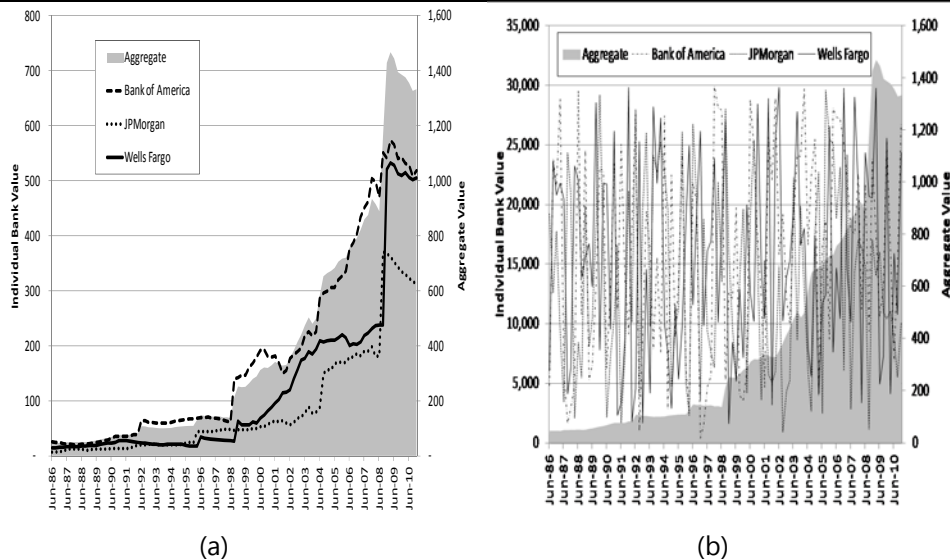 800
700
600
500
400
300
200
100
-
1,600
1,400
1,200
1,000
800
600
400
200
-
Individual Bank Value
Aggregate Value
Aggregate
Bank of America
JPMorgan
Wells Fargo
Jun-86
Jun-87
Jun-88
Jun-89
Jun-90
Jun-91
Jun-92
Jun-93
Jun-94
Jun-95
Jun-96
Jun-97
Jun-98
Jun-99
Jun-00
Jun-01
Jun-02
Jun-03
Jun-04
Jun-05
Jun-06
Jun-07
Jun-08
Jun-09
Jun-10
(a)
35,000
30,000
25,000
20,000
15,000
10,000
5,000
0
1,600
1,400
1,200
1,000
800
600
400
200
0
Individual Bank Value
Aggregate Value
Aggregate Bank of America JPMorgan Wells Fargo
Jun-86
Jun-87
Jun-88
Jun-89
Jun-90
Jun-91
Jun-92
Jun-93
Jun-94
Jun-95
Jun-96
Jun-97
Jun-98
Jun-99
Jun-00
Jun-01
Jun-02
Jun-03
Jun-04
Jun-05
Jun-06
Jun-07
Jun-08
Jun-09
Jun-10
(b)